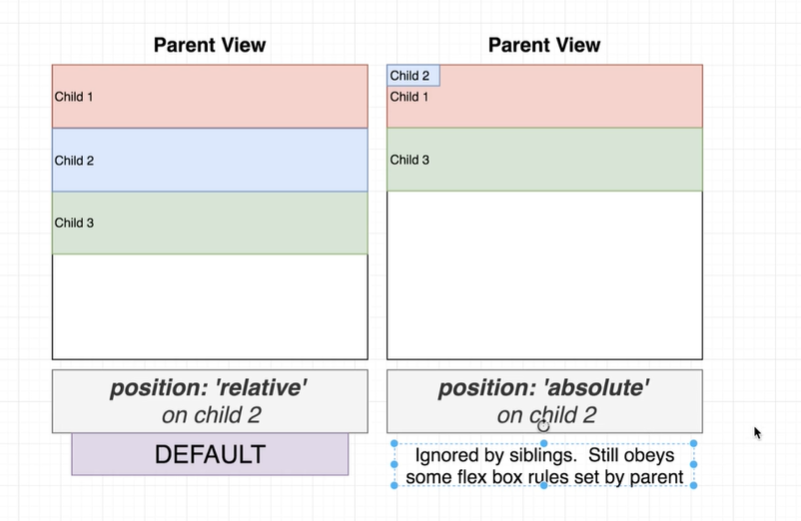 Parent View
Child 1
Child 2
Child 3
position: 'relative'
on child 2
DEFAULT
Parent View
Child 2
Child 1
Child 3
position: 'absolute'
on child 2
Ignored by siblings.  Still obeys
some flex box rules set by parent